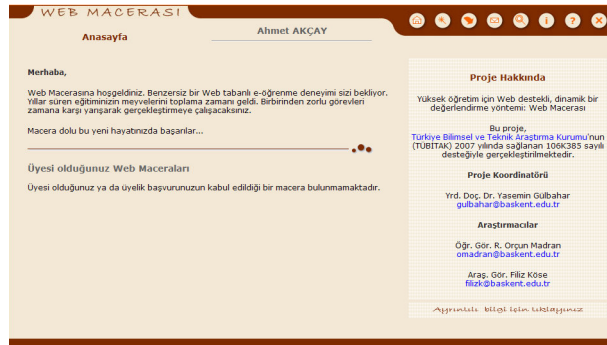 WEB MACERASI
Anasayfa
Ahmet AKÇAY
Merhaba,
Web Macerasına hoşgeldiniz. Benzersiz bir Web tabanlı e-öğrenme deneyimi sizi bekliyor.
Yıllar süren eğitiminizin meyvelerini toplama zamanı geldi. Birbirinden zorlu görevleri
zamana karşı yarışarak gerçekleştirmeye çalışacaksınız.
Macera dolu bu yeni hayatınızda başarılar...
Üyesi olduğunuz Web Maceraları
Üyesi olduğunuz ya da üyelik başvurunuzun kabul edildiği bir macera bulunmamaktadır.
Proje Hakkında
Yüksek öğretim için Web destekli, dinamik bir
değerlendirme yöntemi: Web Macerası
Bu proje,
Türkiye Bilimsel ve Teknik Araştırma Kurumu'nun
(TÜBİTAK) 2007 yılında sağlanan 106K385 sayılı
desteğiyle gerçekleştirilmektedir.
Proje Koordinatörü
Yrd. Doç. Dr. Yasemin Gülbahar
gulbahar@baskent.edu.tr
Araştırmacılar
Öğr. Gör. R. Orçun Madran
omadran@baskent.edu.tr
Araş. Gör. Filiz Köse
filizk@baskent.edu.tr
Ayrıntılı bilgi için tıklayınız